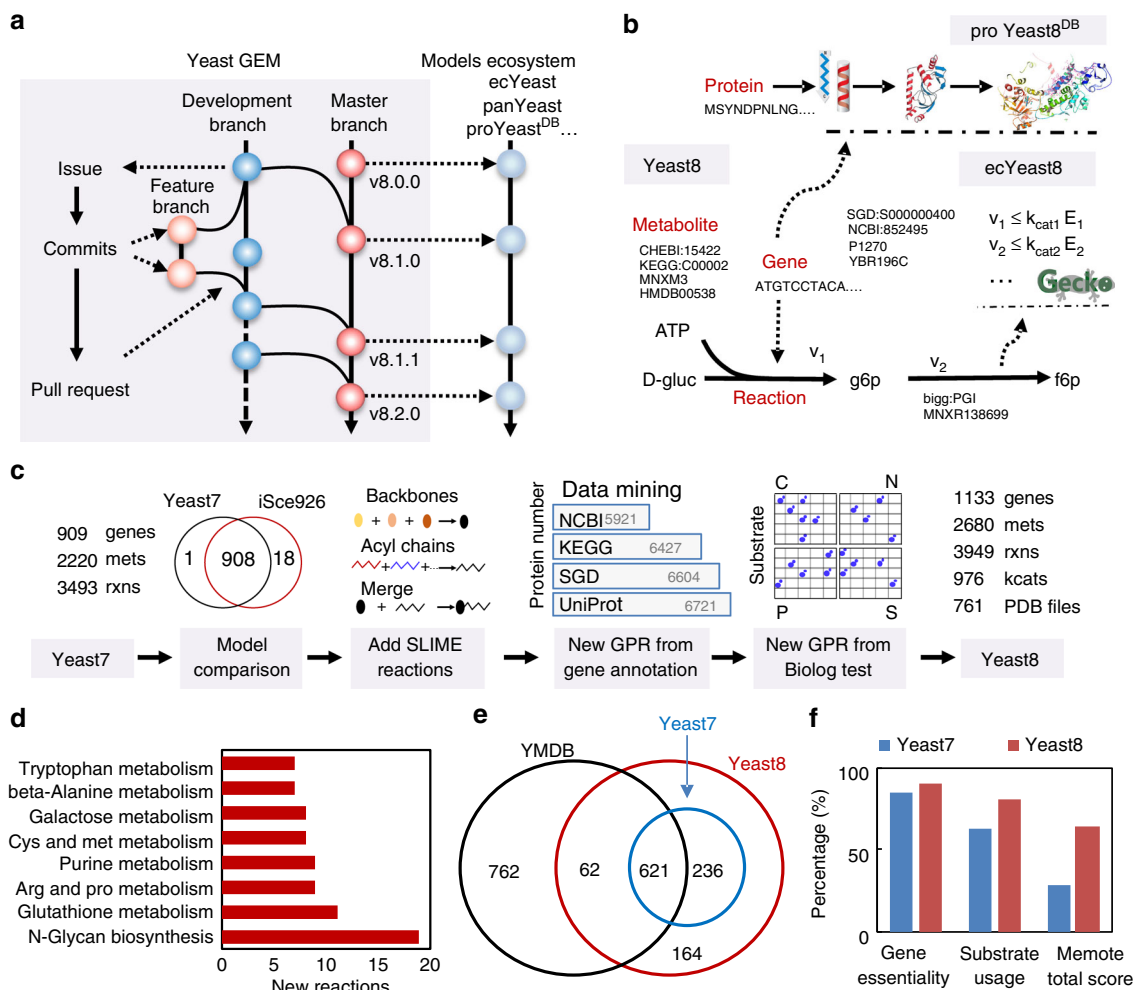 a
Yeast GEM
Models ecosystem
ecYeast
panYeast
proYeast^DB...
Development
branch
Master
branch
Issue
Feature
branch
Commits
Pull request
v8.0.0
v8.1.0
v8.1.1
v8.2.0
b
pro Yeast8^DB
Protein
MSYNDPNLNG....
Yeast8
ecYeast8
Metabolite
CHEBI:15422
KEGG:C00002
MNXM3
HMDB00538
SGD:S000000400
NCBI:852495
P1270
YBR196C
Gene
ATGTCCTACA....
v1 ≤ kcat1 E1
v2 ≤ kcat2 E2
...
Gecko
ATP
D-gluc
v1
Reaction
g6p
v2
f6p
bigg:PGI
MNXR138699
c
909 genes
2220 mets
3493 rxns
Yeast7
iSce926
1
908
18
Backbones
+ + +
Acyl chains
+ +...
Merge
+
Data mining
Protein number
NCBI 5921
KEGG 6427
SGD 6604
UniProt 6721
C
N
Substrate
P
S
1133 genes
2680 mets
3949 rxns
976 kcats
761 PDB files
Yeast7
Model
comparison
Add SLIME
reactions
New GPR from
gene annotation
New GPR from
Biolog test
Yeast8
d
Tryptophan metabolism
beta-Alanine metabolism
Galactose metabolism
Cys and met metabolism
Purine metabolism
Arg and pro metabolism
Glutathione metabolism
N-Glycan biosynthesis
0 5 10 15 20
New reactions
e
Yeast7
YMDB
Yeast8
762
62
621
236
164
f
Yeast7
Yeast8
Percentage (%)
100
50
0
Gene
essentiality
Substrate
usage
Memote
total score